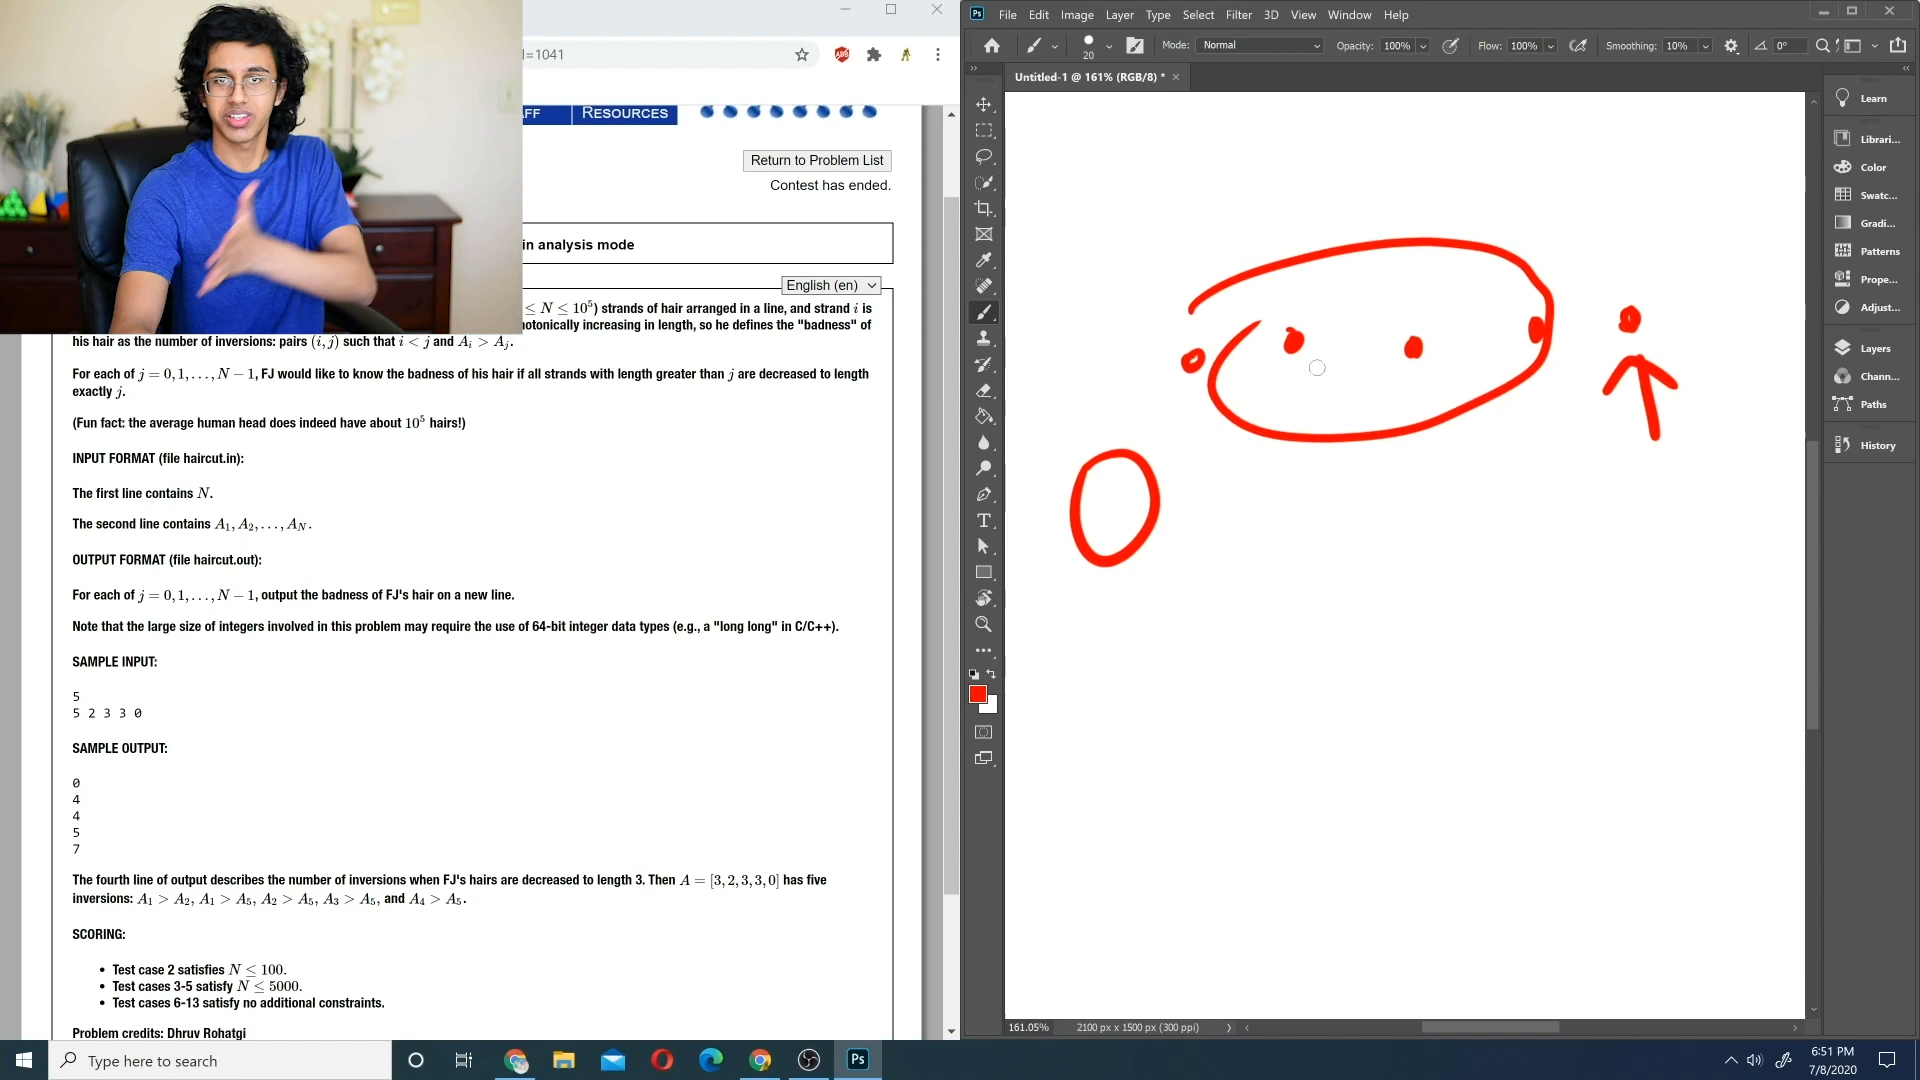 File Edit Image Layer Type Select Filter 3D View Window Help
=1041
20 Mode: Normal Opacity: 100% Flow: 100% Smoothing: 10% 0°
Untitled-1 @ 161% (RGB/8) *
AFF RESOURCES
Return to Problem List
Contest has ended.
in analysis mode
English (en)
≤ N ≤ 10⁵) strands of hair arranged in a line, and strand i is
notonically increasing in length, so he defines the "badness" of
his hair as the number of inversions: pairs (i, j) such that i < j and Aᵢ > Aⱼ.
For each of j = 0, 1, . . . , N − 1, FJ would like to know the badness of his hair if all strands with length greater than j are decreased to length
exactly j.
(Fun fact: the average human head does indeed have about 10⁵ hairs!)
INPUT FORMAT (file haircut.in):
The first line contains N.
The second line contains A₁, A₂, . . . , A_N.
OUTPUT FORMAT (file haircut.out):
For each of j = 0, 1, . . . , N − 1, output the badness of FJ's hair on a new line.
Note that the large size of integers involved in this problem may require the use of 64-bit integer data types (e.g., a "long long" in C/C++).
SAMPLE INPUT:
5
5 2 3 3 0
SAMPLE OUTPUT:
0
4
4
5
7
The fourth line of output describes the number of inversions when FJ's hairs are decreased to length 3. Then A = [3, 2, 3, 3, 0] has five
inversions: A₁ > A₂, A₁ > A₅, A₂ > A₅, A₃ > A₅, and A₄ > A₅.
SCORING:
• Test case 2 satisfies N ≤ 100.
• Test cases 3-5 satisfy N ≤ 5000.
• Test cases 6-13 satisfy no additional constraints.
Problem credits: Dhruv Rohatgi
Learn
Librari...
Color
Swatc...
Gradi...
Patterns
Prope...
Adjust...
Layers
Chann...
Paths
History
161.05% 2100 px x 1500 px (300 ppi)
Type here to search
Ps
6:51 PM
7/8/2020